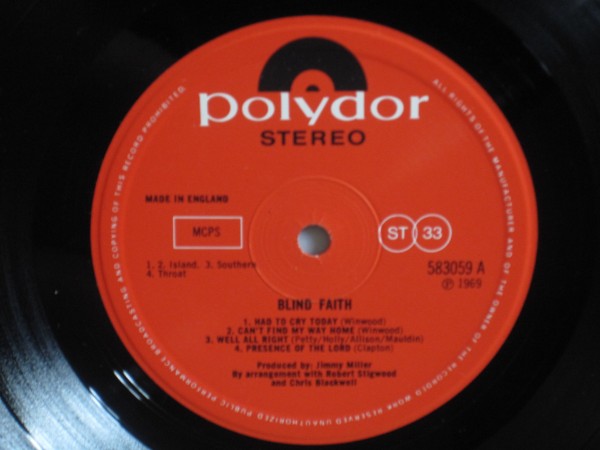 polydor
STEREO
MADE IN ENGLAND
MCPS
ST 33
1. 2. Island. 3. Southern
4. Throat
583059 A
℗ 1969
BLIND FAITH
1. HAD TO CRY TODAY (Winwood)
2. CAN'T FIND MY WAY HOME (Winwood)
3. WELL ALL RIGHT (Petty/Holly/Allison/Mauldin)
4. PRESENCE OF THE LORD (Clapton)
Produced by: Jimmy Miller
By arrangement with Robert Stigwood
and Chris Blackwell
ALL RIGHTS OF THE MANUFACTURER AND OF THE OWNER OF THE RECORDED WORK RESERVED UNAUTHORIZED PUBLIC PERFORMANCE BROADCASTING AND COPYING OF THIS RECORD PROHIBITED.